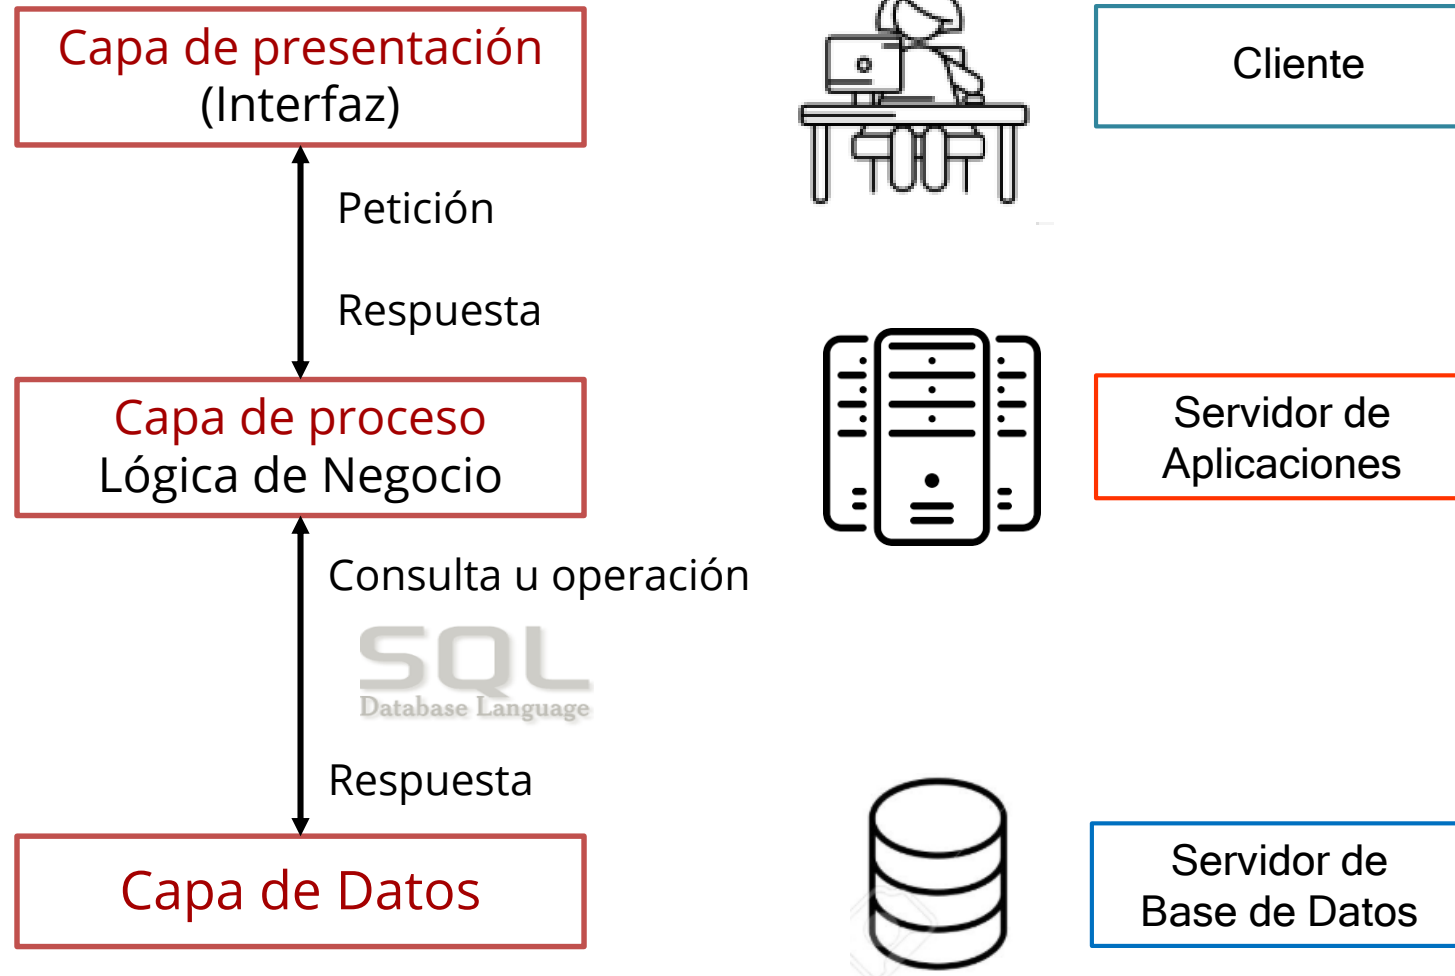 Capa de presentación
(Interfaz)
Cliente
Petición
Respuesta
Capa de proceso
Lógica de Negocio
Servidor de
Aplicaciones
Consulta u operación
SQL
Database Language
Respuesta
Capa de Datos
Servidor de
Base de Datos